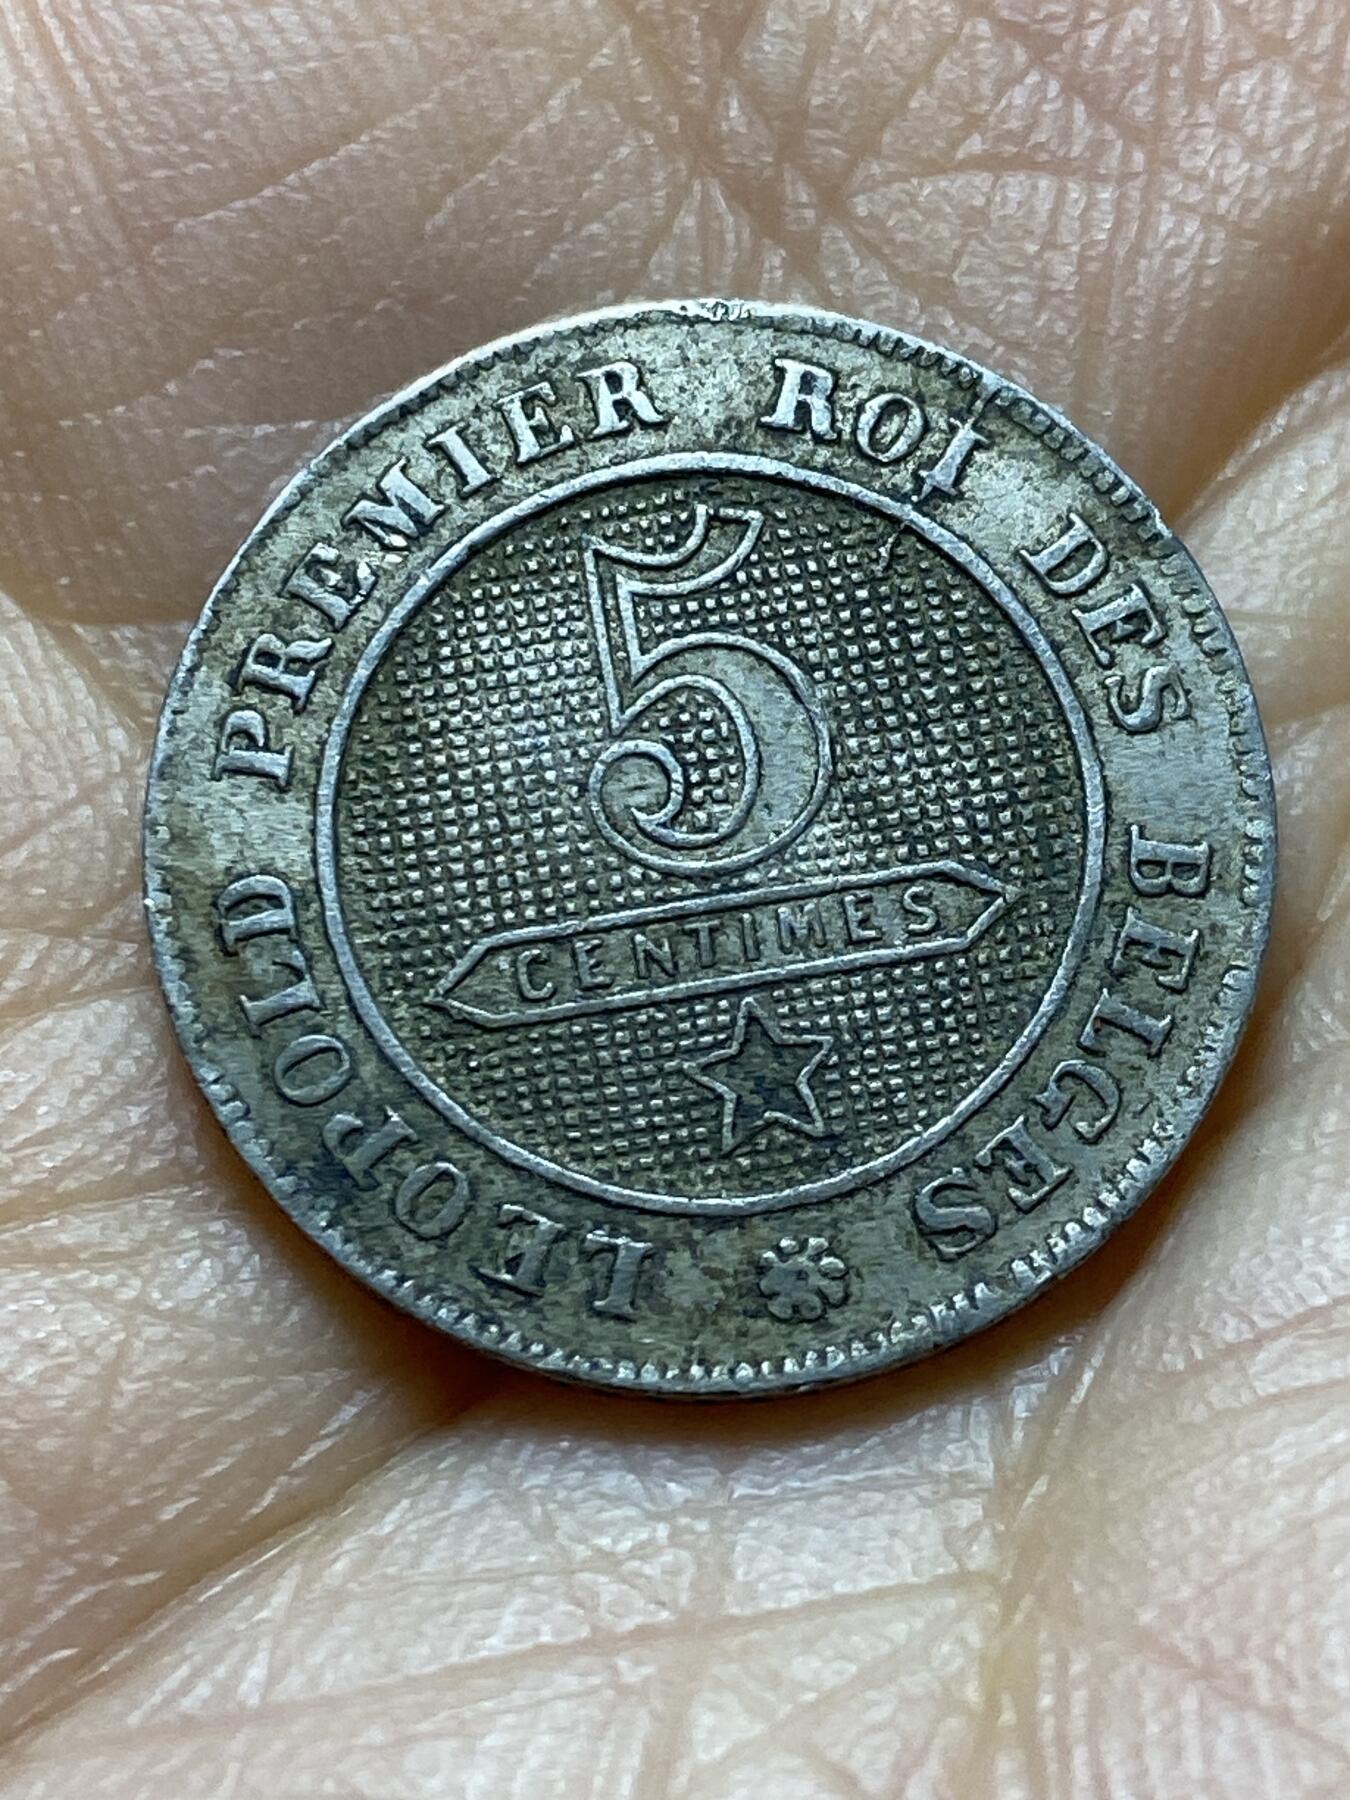 LEOPOLD PREMIER ROI DES BELGES
5
CENTIMES